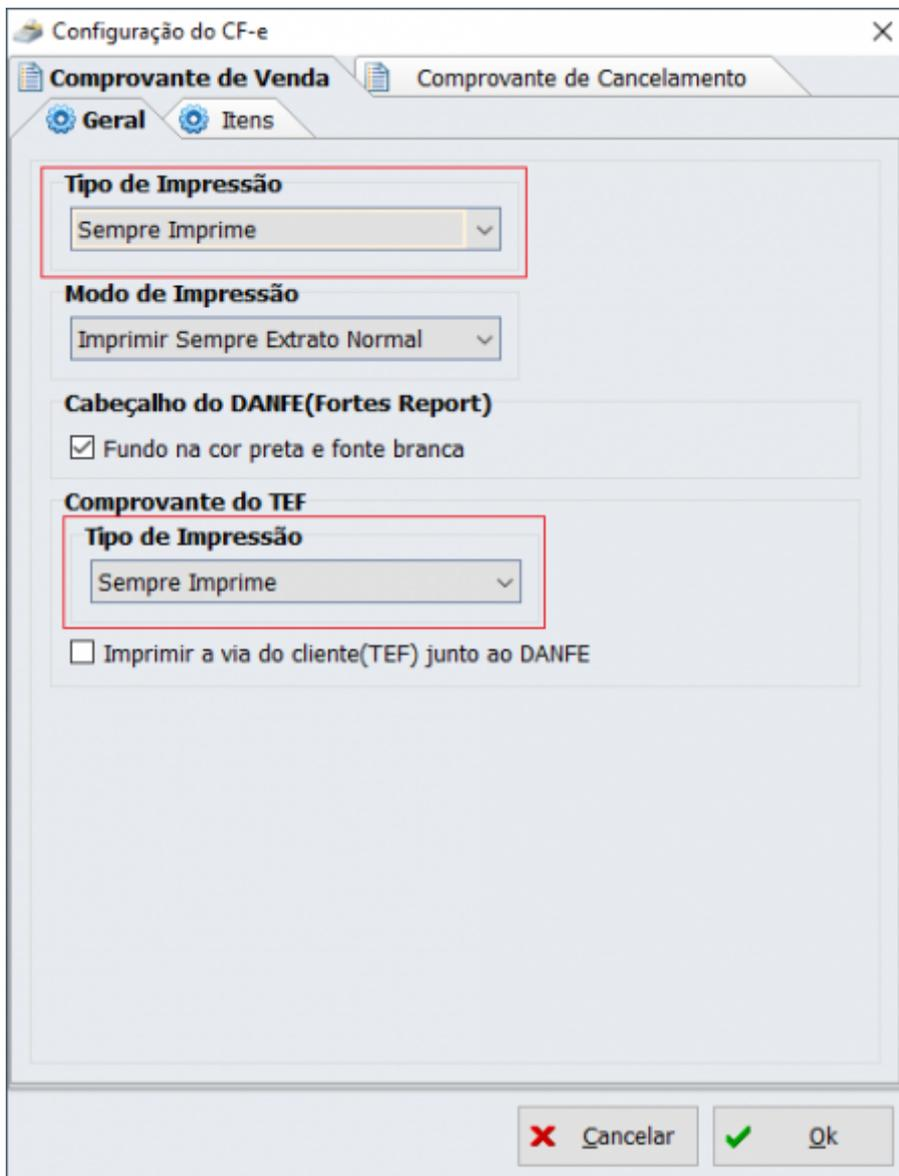 Configuração do CF-e
Comprovante de Venda
Comprovante de Cancelamento
Geral
Itens
Tipo de Impressão
Sempre Imprime
Modo de Impressão
Imprimir Sempre Extrato Normal
Cabeçalho do DANFE(Fortes Report)
Fundo na cor preta e fonte branca
Comprovante do TEF
Tipo de Impressão
Sempre Imprime
Imprimir a via do cliente(TEF) junto ao DANFE
Cancelar
Ok